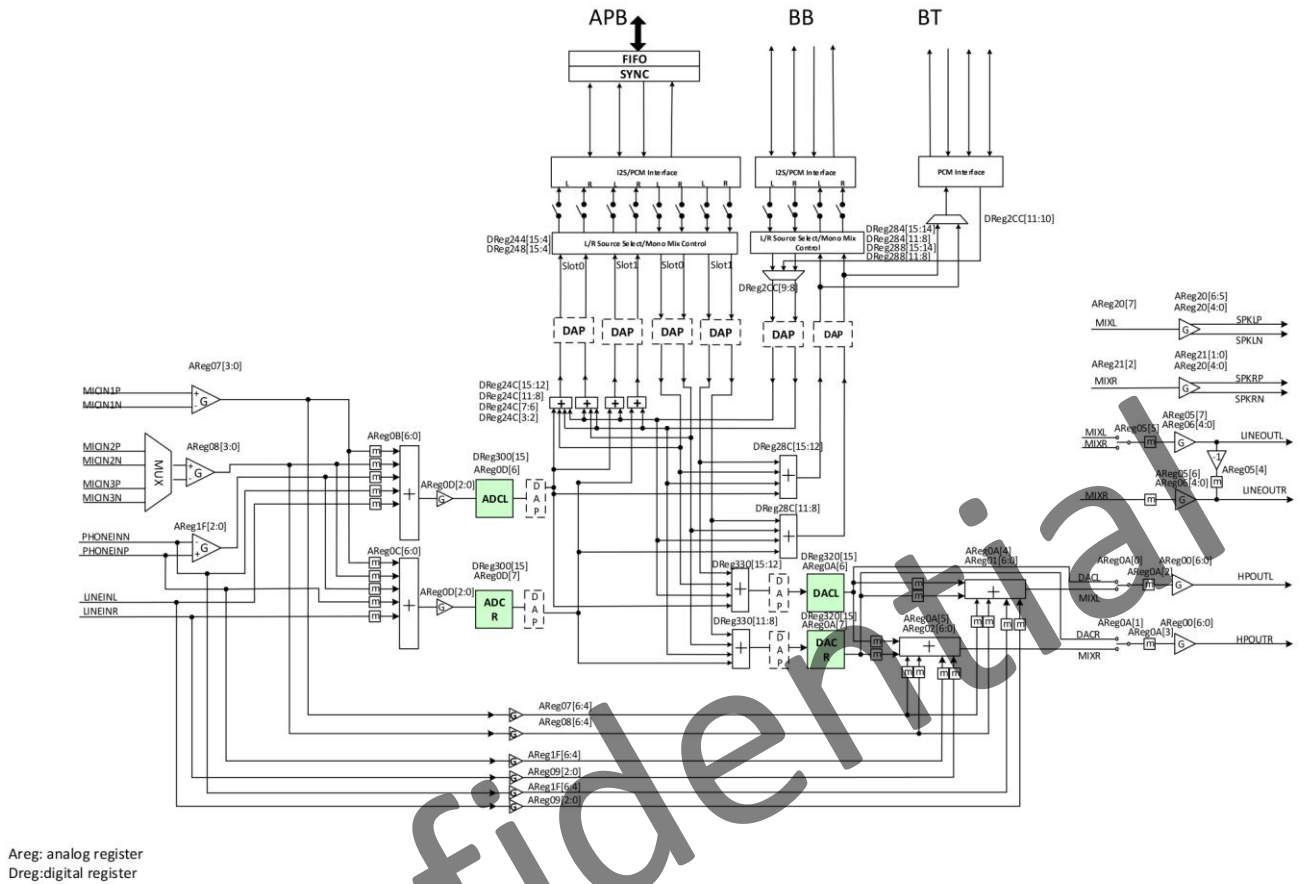 APB
BB
BT
FIFO
SYNC
I2S/PCM Interface
L R L R L R L R
I2S/PCM Interface
L R L R
PCM Interface
DReg2CC[11:10]
DReg244[15:4]
DReg248[15:4]
L/R Source Select/Mono Mix Control
L/R Source Select/Mono Mix
Control
DReg284[15:14]
DReg284[11:8]
DReg288[15:14]
DReg288[11:8]
Slot0
Slot1
Slot0
Slot1
DReg2CC[9:8]
DAP
DAP
DAP
DAP
DAP
DAP
AReg20[7]
AReg20[6:5]
AReg20[4:0]
MIXL
G
SPKLP
SPKLN
AReg21[2]
AReg21[1:0]
AReg20[4:0]
MIXR
G
SPKRP
SPKRN
AReg07[3:0]
MICIN1P
MICIN1N
+
-
G
DReg24C[15:12]
DReg24C[11:8]
DReg24C[7:6]
DReg24C[3:2]
+ + + +
MICIN2P
MICIN2N
MICIN3P
MICIN3N
MUX
AReg08[3:0]
+
-
G
AReg0B[6:0]
m
m
m
m
m
+
AReg0D[2:0]
G
DReg300[15]
AReg0D[6]
ADCL
D
A
P
DReg28C[15:12]
+
DReg28C[11:8]
+
MIXL
MIXR
AReg05[5]
m
AReg05[7]
AReg06[4:0]
G
LINEOUTL
-1
AReg05[4]
m
AReg05[6]
AReg06[4:0]
MIXR
m
G
LINEOUTR
PHONEINN
PHONEINP
AReg1F[2:0]
-
+
G
LINEINL
LINEINR
AReg0C[6:0]
m
m
m
m
m
+
AReg0D[2:0]
G
DReg300[15]
AReg0D[7]
ADC
R
D
A
P
DReg330[15:12]
+
D
A
P
DReg320[15]
AReg0A[6]
DACL
DReg330[11:8]
+
D
A
P
DReg320[15]
AReg0A[7]
DAC
R
AReg0A[4]
AReg01[6:0]
m
m
+
m m m m
AReg0A[5]
AReg02[6:0]
m
m
+
m m m m
AReg0A[0]
DACL
MIXL
AReg0A[2]
m
AReg00[6:0]
G
HPOUTL
AReg0A[1]
DACR
MIXR
AReg0A[3]
m
AReg00[6:0]
G
HPOUTR
G
AReg07[6:4]
G
AReg08[6:4]
G
AReg1F[6:4]
G
AReg09[2:0]
G
AReg1F[6:4]
G
AReg09[2:0]
fidential
Areg: analog register
Dreg:digital register